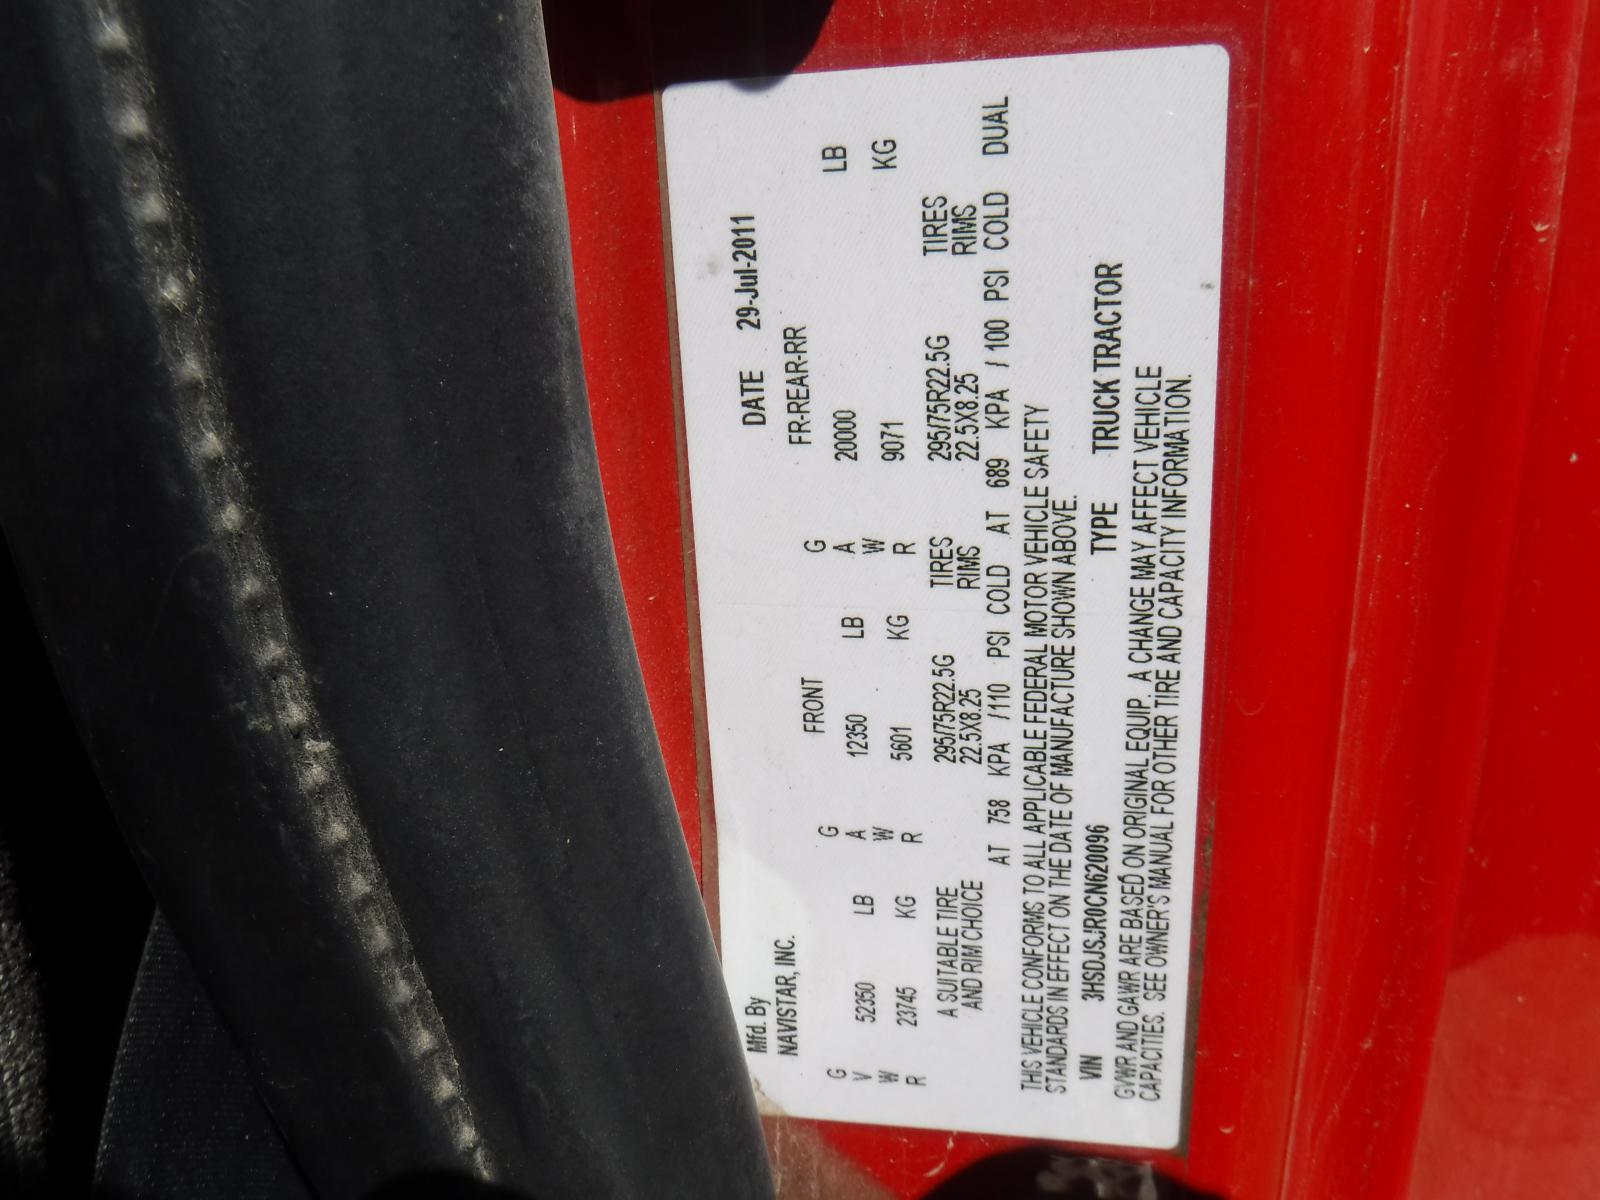 Mfd. By DATE 29-Jul-2011
NAVISTAR, INC. FRONT FR-REAR-RR
G G G
V 52350 LB A 12350 LB A 20000 LB
W W W
R 23745 KG R 5601 KG R 9071 KG
A SUITABLE TIRE 295/75R22.5G TIRES 295/75R22.5G TIRES
AND RIM CHOICE 22.5X8.25 RIMS 22.5X8.25 RIMS
AT 758 KPA /110 PSI COLD AT 689 KPA / 100 PSI COLD DUAL
THIS VEHICLE CONFORMS TO ALL APPLICABLE FEDERAL MOTOR VEHICLE SAFETY
STANDARDS IN EFFECT ON THE DATE OF MANUFACTURE SHOWN ABOVE.
VIN 3HSDJSJR0CN620096 TYPE TRUCK TRACTOR
GVWR AND GAWR ARE BASED ON ORIGINAL EQUIP. A CHANGE MAY AFFECT VEHICLE
CAPACITIES. SEE OWNER'S MANUAL FOR OTHER TIRE AND CAPACITY INFORMATION.